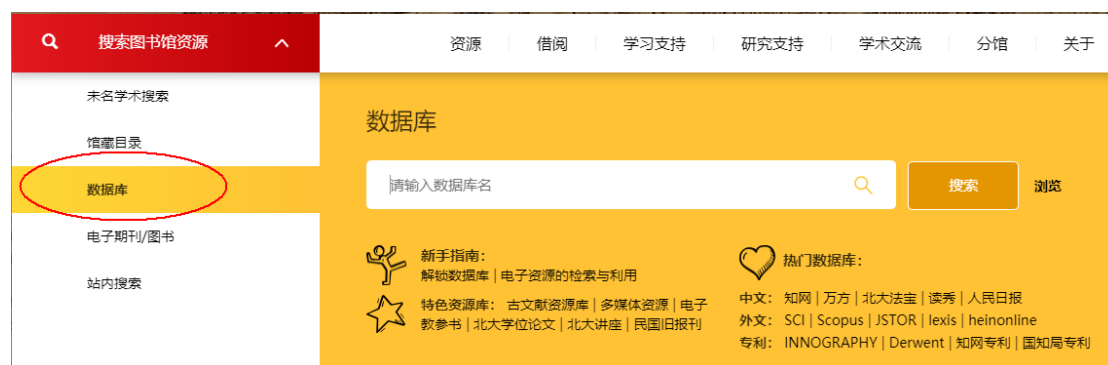 搜索图书馆资源
资源 借阅 学习支持 研究支持 学术交流 分馆 关于
未名学术搜索
馆藏目录
数据库
电子期刊/图书
站内搜索
数据库
请输入数据库名
搜索 浏览
新手指南：
解锁数据库 | 电子资源的检索与利用
特色资源库： 古文献资源库 | 多媒体资源 | 电子
教参书 | 北大学位论文 | 北大讲座 | 民国旧报刊
热门数据库：
中文： 知网 | 万方 | 北大法宝 | 读秀 | 人民日报
外文： SCI | Scopus | JSTOR | lexis | heinonline
专利： INNOGRAPHY | Derwent | 知网专利 | 国知局专利